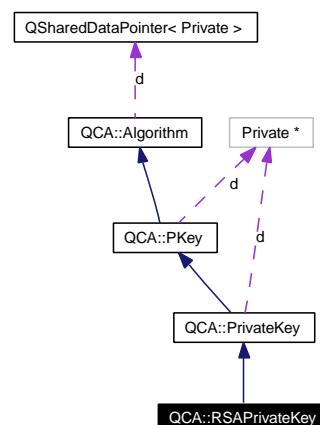 QSharedDataPointer< Private >
d
QCA::Algorithm
Private *
d
d
QCA::PKey
QCA::PrivateKey
QCA::RSAPrivateKey